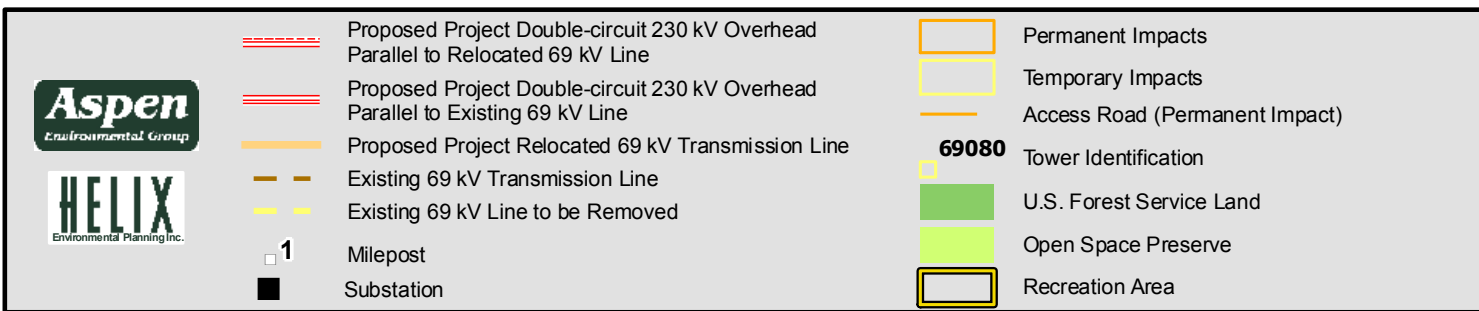 Aspen
Environmental Group
HELIX
Environmental Planning Inc.
Proposed Project Double-circuit 230 kV Overhead
Parallel to Relocated 69 kV Line
Proposed Project Double-circuit 230 kV Overhead
Parallel to Existing 69 kV Line
Proposed Project Relocated 69 kV Transmission Line
Existing 69 kV Transmission Line
Existing 69 kV Line to be Removed
1 Milepost
Substation
Permanent Impacts
Temporary Impacts
Access Road (Permanent Impact)
69080 Tower Identification
U.S. Forest Service Land
Open Space Preserve
Recreation Area